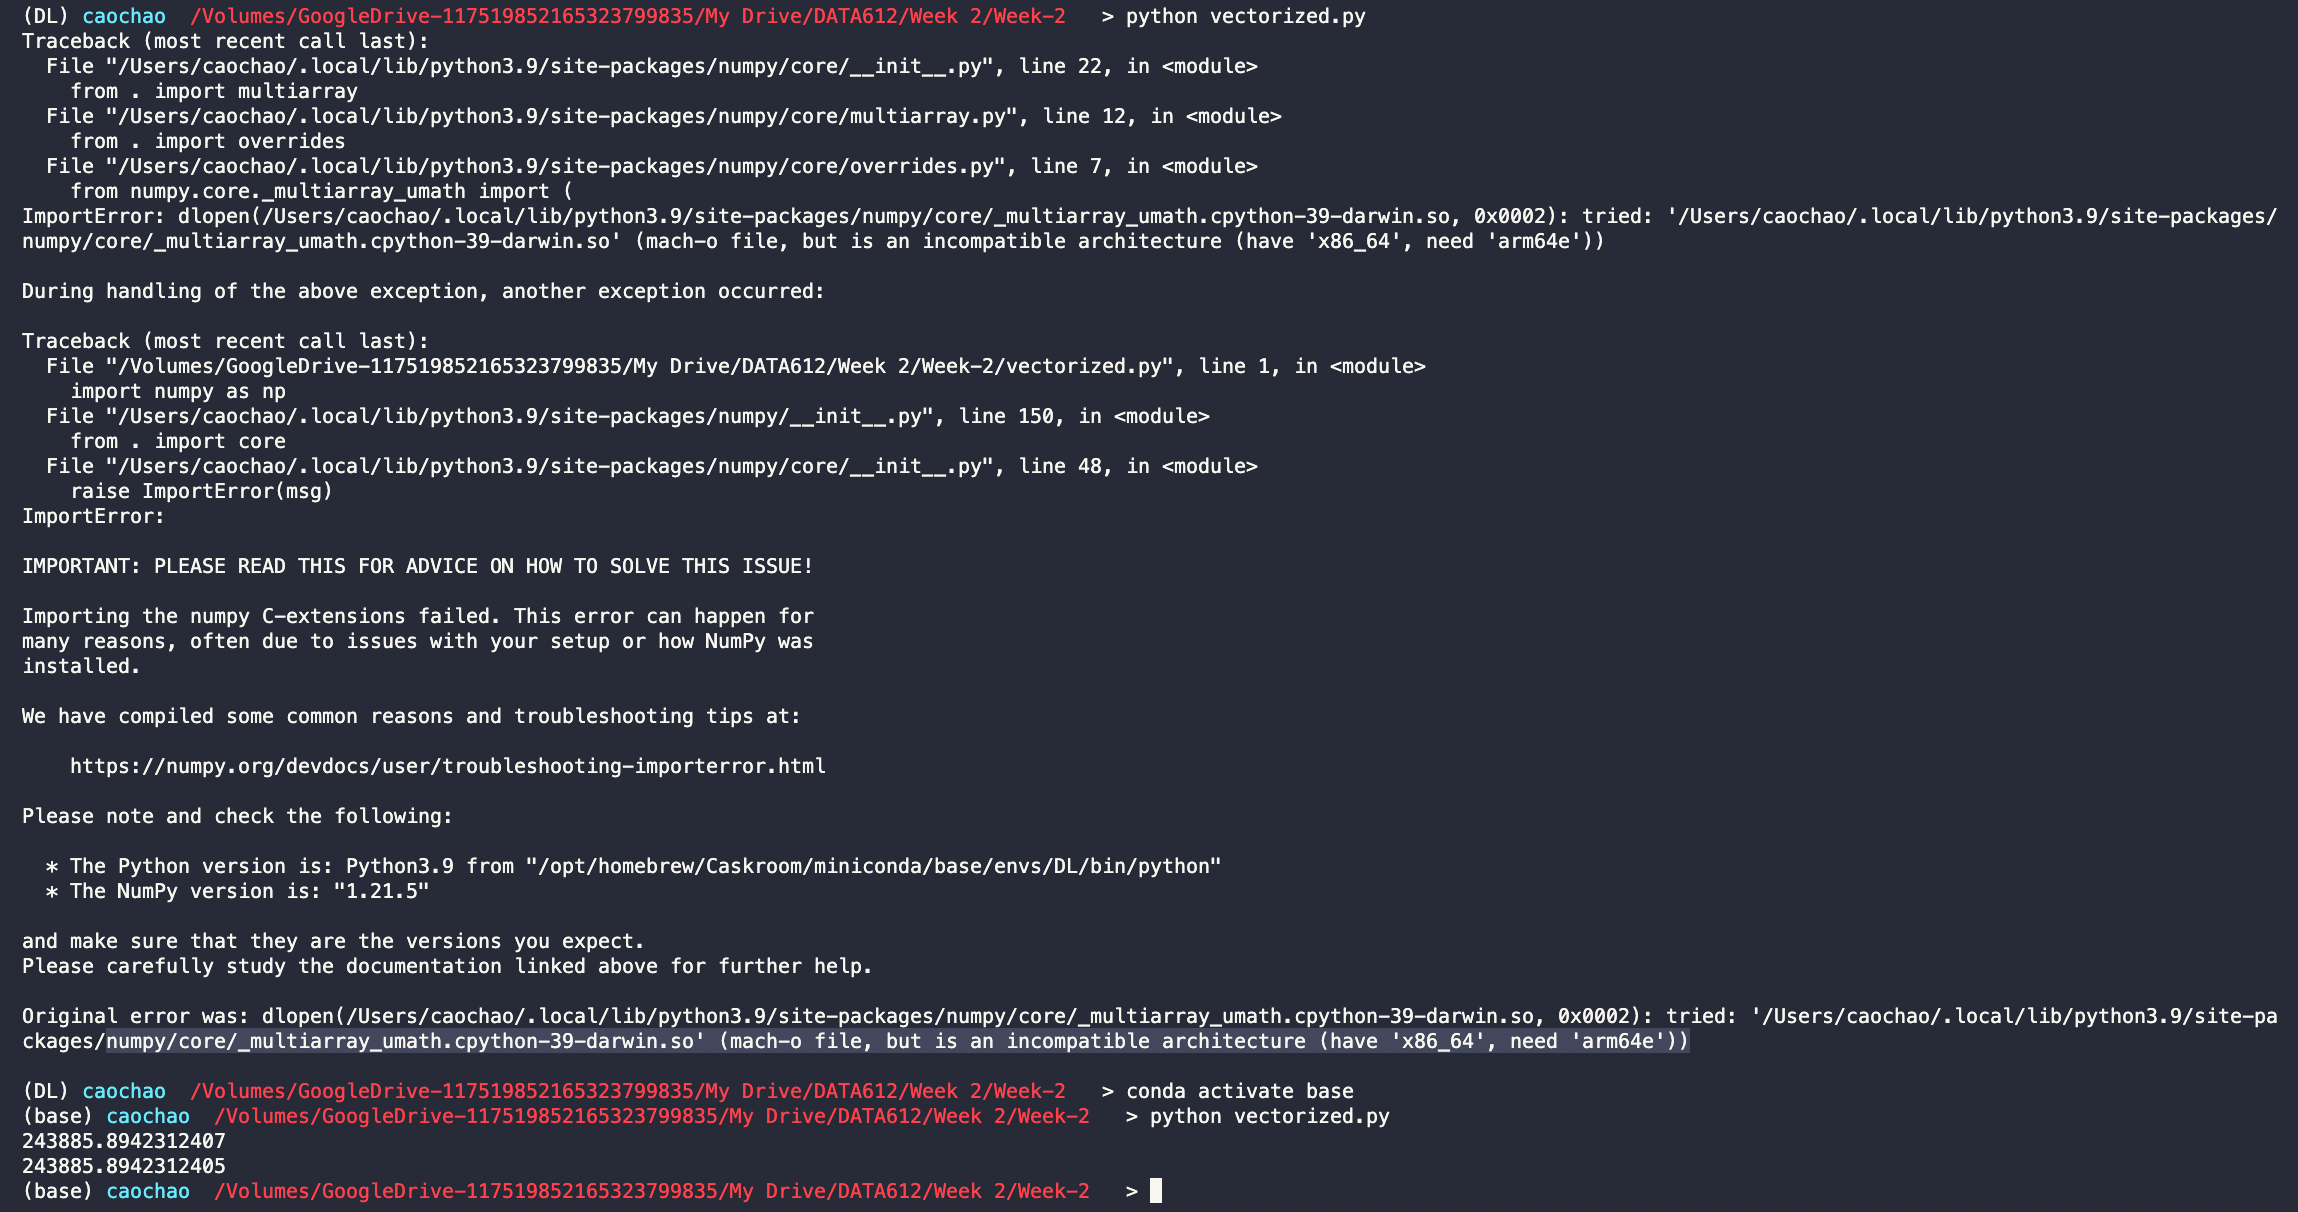 (DL) caochao  /Volumes/GoogleDrive-117519852165323799835/My Drive/DATA612/Week 2/Week-2   > python vectorized.py
Traceback (most recent call last):
  File "/Users/caochao/.local/lib/python3.9/site-packages/numpy/core/__init__.py", line 22, in <module>
    from . import multiarray
  File "/Users/caochao/.local/lib/python3.9/site-packages/numpy/core/multiarray.py", line 12, in <module>
    from . import overrides
  File "/Users/caochao/.local/lib/python3.9/site-packages/numpy/core/overrides.py", line 7, in <module>
    from numpy.core._multiarray_umath import (
ImportError: dlopen(/Users/caochao/.local/lib/python3.9/site-packages/numpy/core/_multiarray_umath.cpython-39-darwin.so, 0x0002): tried: '/Users/caochao/.local/lib/python3.9/site-packages/
numpy/core/_multiarray_umath.cpython-39-darwin.so' (mach-o file, but is an incompatible architecture (have 'x86_64', need 'arm64e'))

During handling of the above exception, another exception occurred:

Traceback (most recent call last):
  File "/Volumes/GoogleDrive-117519852165323799835/My Drive/DATA612/Week 2/Week-2/vectorized.py", line 1, in <module>
    import numpy as np
  File "/Users/caochao/.local/lib/python3.9/site-packages/numpy/__init__.py", line 150, in <module>
    from . import core
  File "/Users/caochao/.local/lib/python3.9/site-packages/numpy/core/__init__.py", line 48, in <module>
    raise ImportError(msg)
ImportError:

IMPORTANT: PLEASE READ THIS FOR ADVICE ON HOW TO SOLVE THIS ISSUE!

Importing the numpy C-extensions failed. This error can happen for
many reasons, often due to issues with your setup or how NumPy was
installed.

We have compiled some common reasons and troubleshooting tips at:

    https://numpy.org/devdocs/user/troubleshooting-importerror.html

Please note and check the following:

  * The Python version is: Python3.9 from "/opt/homebrew/Caskroom/miniconda/base/envs/DL/bin/python"
  * The NumPy version is: "1.21.5"

and make sure that they are the versions you expect.
Please carefully study the documentation linked above for further help.

Original error was: dlopen(/Users/caochao/.local/lib/python3.9/site-packages/numpy/core/_multiarray_umath.cpython-39-darwin.so, 0x0002): tried: '/Users/caochao/.local/lib/python3.9/site-pa
ckages/numpy/core/_multiarray_umath.cpython-39-darwin.so' (mach-o file, but is an incompatible architecture (have 'x86_64', need 'arm64e'))

(DL) caochao  /Volumes/GoogleDrive-117519852165323799835/My Drive/DATA612/Week 2/Week-2   > conda activate base
(base) caochao  /Volumes/GoogleDrive-117519852165323799835/My Drive/DATA612/Week 2/Week-2   > python vectorized.py
243885.8942312407
243885.8942312405
(base) caochao  /Volumes/GoogleDrive-117519852165323799835/My Drive/DATA612/Week 2/Week-2   >